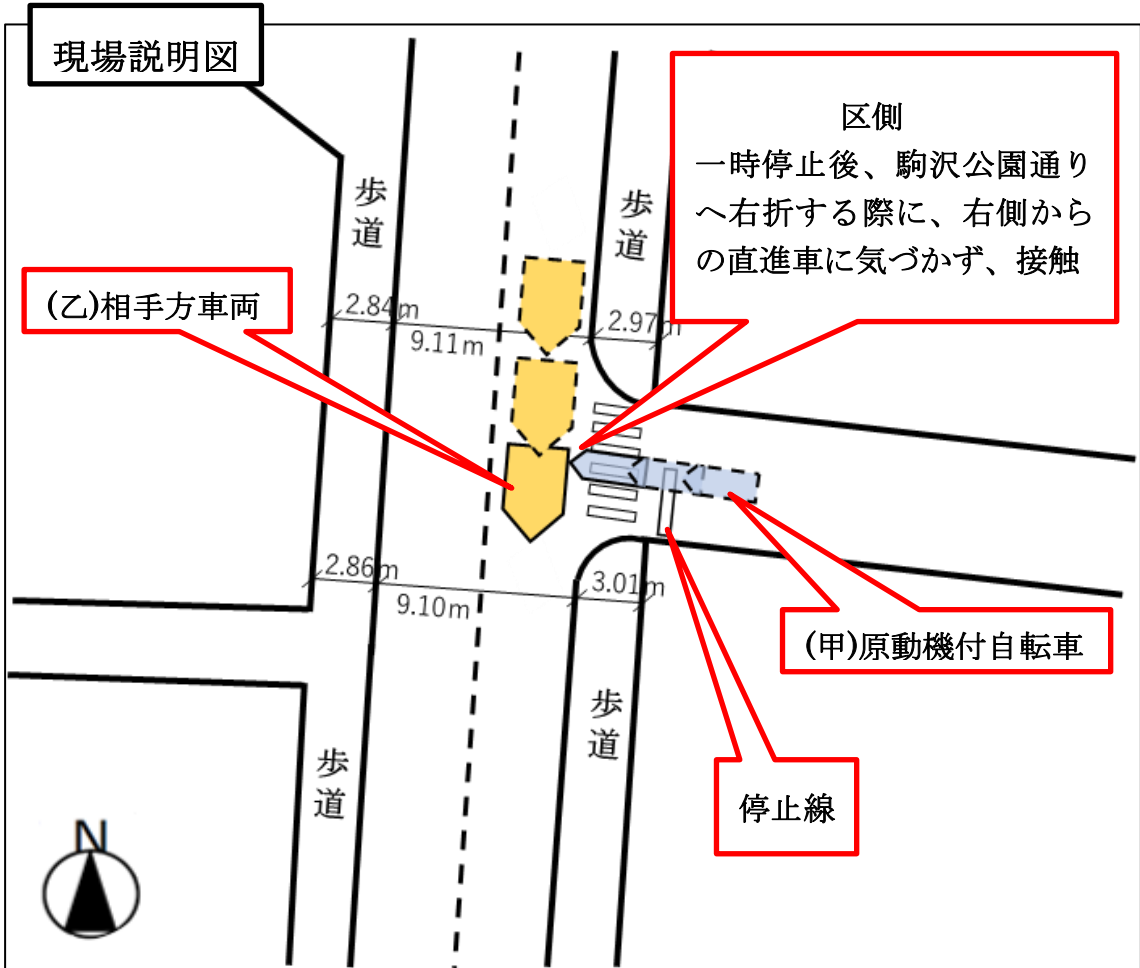 現場説明図
区側
一時停止後、駒沢公園通り
へ右折する際に、右側から
の直進車に気づかず、接触
歩道
歩道
(乙)相手方車両
2.84m
9.11m
2.97m
2.86m
9.10m
3.01m
(甲)原動機付自転車
歩道
歩道
停止線
N